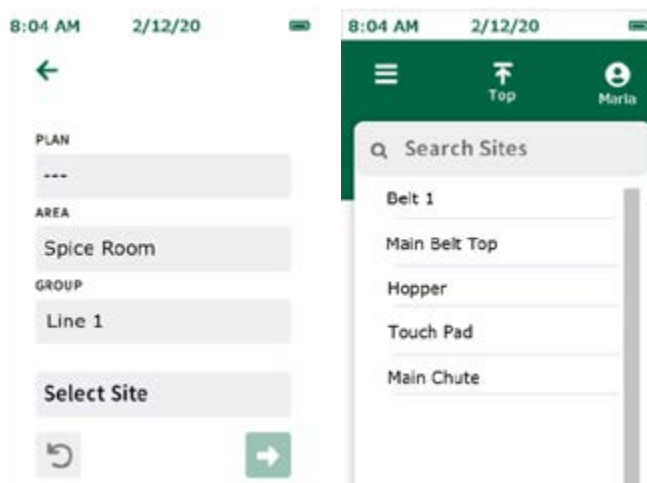 8:04 AM 2/12/20
PLAN
---
AREA
Spice Room
GROUP
Line 1
Select Site
8:04 AM 2/12/20
Top
Maria
Search Sites
Belt 1
Main Belt Top
Hopper
Touch Pad
Main Chute